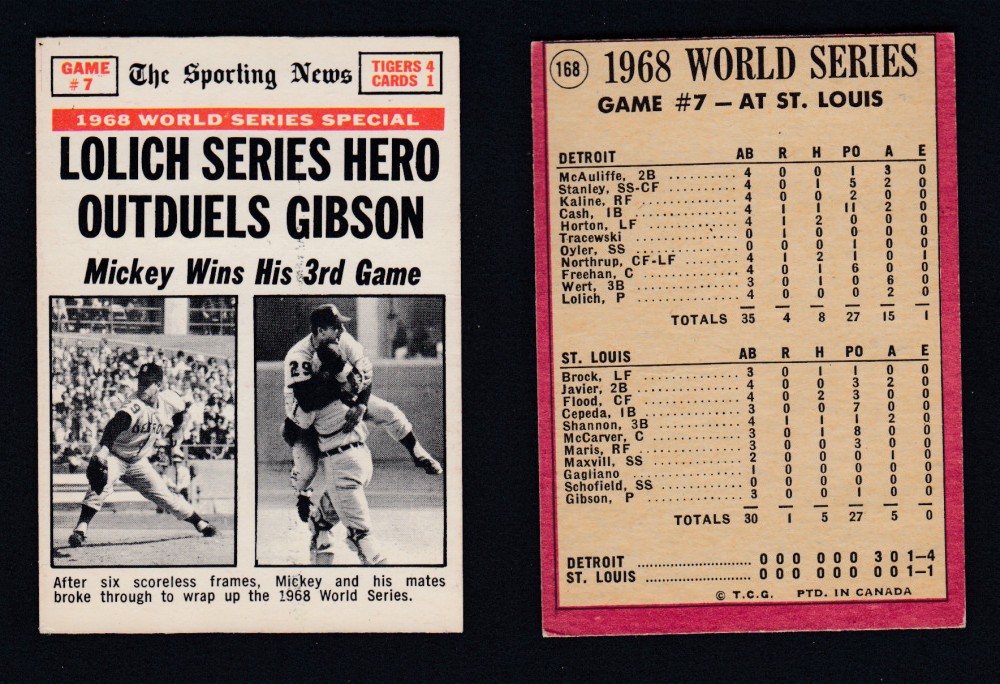 GAME
# 7
The Sporting News
TIGERS 4
CARDS 1
1968 WORLD SERIES SPECIAL
LOLICH SERIES HERO
OUTDUELS GIBSON
Mickey Wins His 3rd Game
29
After six scoreless frames, Mickey and his mates
broke through to wrap up the 1968 World Series.
168 1968 WORLD SERIES
GAME #7 — AT ST. LOUIS
DETROIT AB R H PO A E
McAuliffe, 2B ........ 4 0 0 1 3 0
Stanley, SS-CF ........ 4 0 1 5 2 0
Kaline, RF ........ 4 0 0 2 0 0
Cash, 1B ........ 4 1 1 11 2 0
Horton, LF ........ 4 1 2 0 0 0
Tracewski ........ 0 1 0 0 0 0
Oyler, SS ........ 0 0 0 1 0 0
Northrup, CF-LF ........ 4 1 2 1 0 1
Freehan, C ........ 4 0 1 6 0 0
Wert, 3B ........ 3 0 1 0 6 0
Lolich, P ........ 4 0 0 0 2 0
TOTALS 35 4 8 27 15 1
ST. LOUIS AB R H PO A E
Brock, LF ........ 3 0 1 1 0 0
Javier, 2B ........ 4 0 0 3 2 0
Flood, CF ........ 4 0 2 3 0 0
Cepeda, 1B ........ 3 0 0 7 0 0
Shannon, 3B ........ 4 1 1 1 2 0
McCarver, C ........ 3 0 1 8 0 0
Maris, RF ........ 3 0 0 3 0 0
Maxvill, SS ........ 2 0 0 0 1 0
Gagliano ........ 1 0 0 0 0 0
Schofield, SS ........ 0 0 0 0 0 0
Gibson, P ........ 3 0 0 1 0 0
TOTALS 30 1 5 27 5 0
DETROIT ........ 0 0 0 0 0 0 3 0 1—4
ST. LOUIS ........ 0 0 0 0 0 0 0 0 1—1
© T.C.G. PTD. IN CANADA